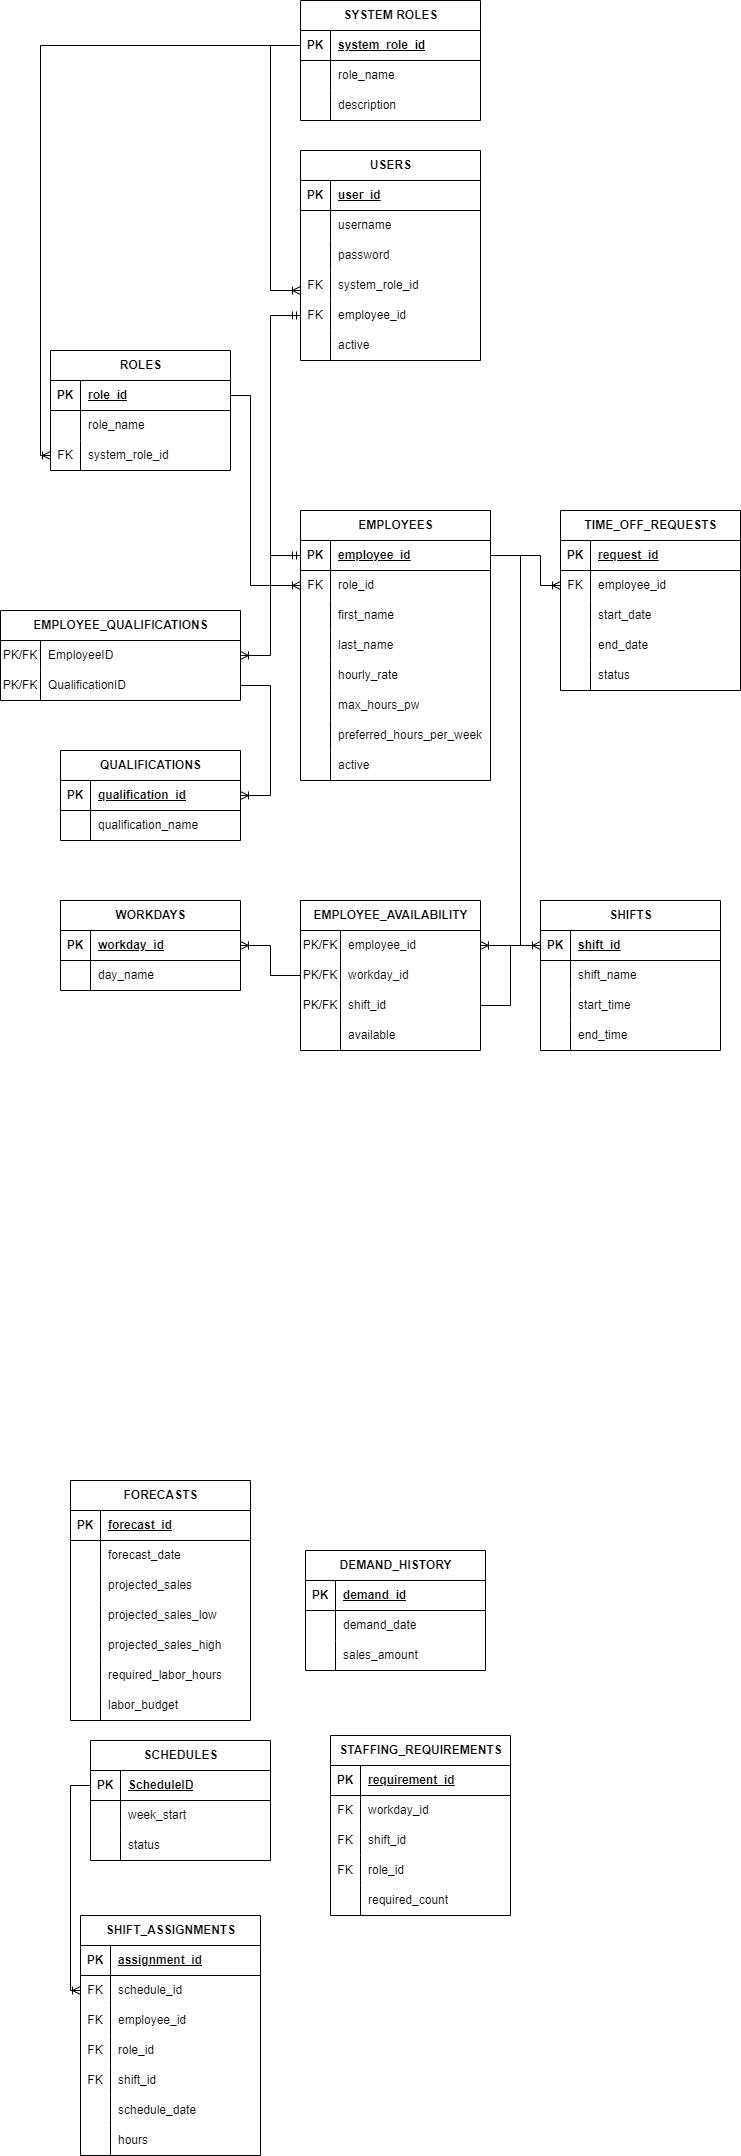 SYSTEM ROLES
PK system_role_id
role_name
description
USERS
PK user_id
username
password
FK system_role_id
FK employee_id
active
ROLES
PK role_id
role_name
FK system_role_id
EMPLOYEES
PK employee_id
FK role_id
first_name
last_name
hourly_rate
max_hours_pw
preferred_hours_per_week
active
TIME_OFF_REQUESTS
PK request_id
FK employee_id
start_date
end_date
status
EMPLOYEE_QUALIFICATIONS
PK/FK EmployeeID
PK/FK QualificationID
QUALIFICATIONS
PK qualification_id
qualification_name
WORKDAYS
PK workday_id
day_name
EMPLOYEE_AVAILABILITY
PK/FK employee_id
PK/FK workday_id
PK/FK shift_id
available
SHIFTS
PK shift_id
shift_name
start_time
end_time
FORECASTS
PK forecast_id
forecast_date
projected_sales
projected_sales_low
projected_sales_high
required_labor_hours
labor_budget
DEMAND_HISTORY
PK demand_id
demand_date
sales_amount
SCHEDULES
PK ScheduleID
week_start
status
STAFFING_REQUIREMENTS
PK requirement_id
FK workday_id
FK shift_id
FK role_id
required_count
SHIFT_ASSIGNMENTS
PK assignment_id
FK schedule_id
FK employee_id
FK role_id
FK shift_id
schedule_date
hours